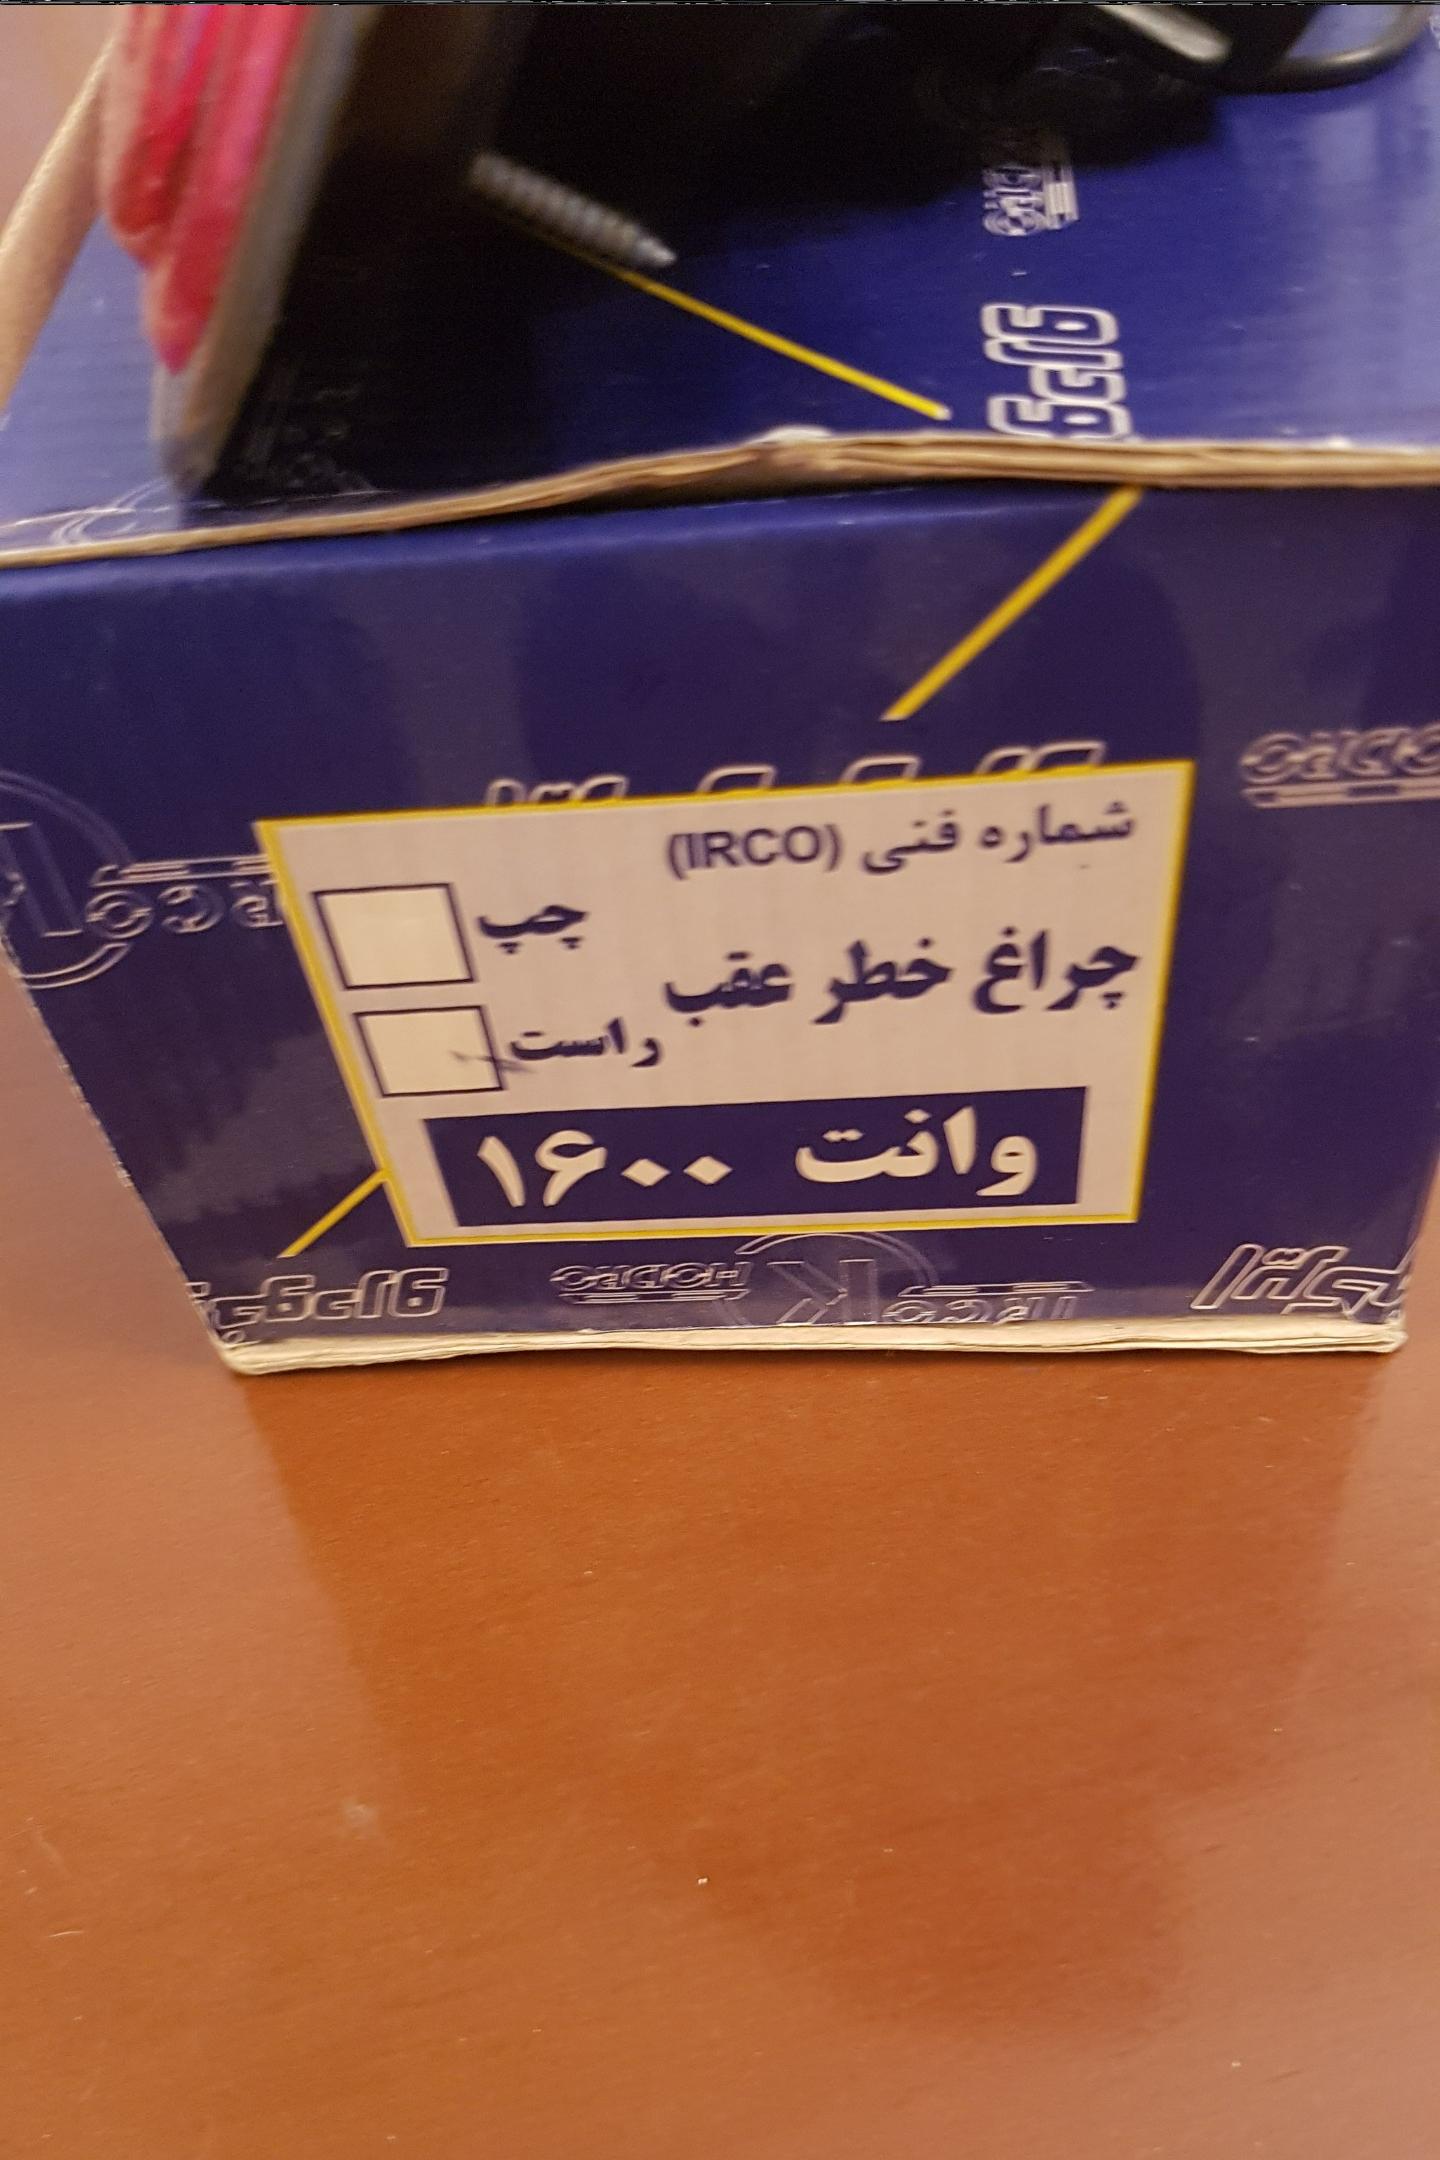 شماره فنی (IRCO)
چراغ خطر عقب
چپ
راست
وانت ۱۶۰۰